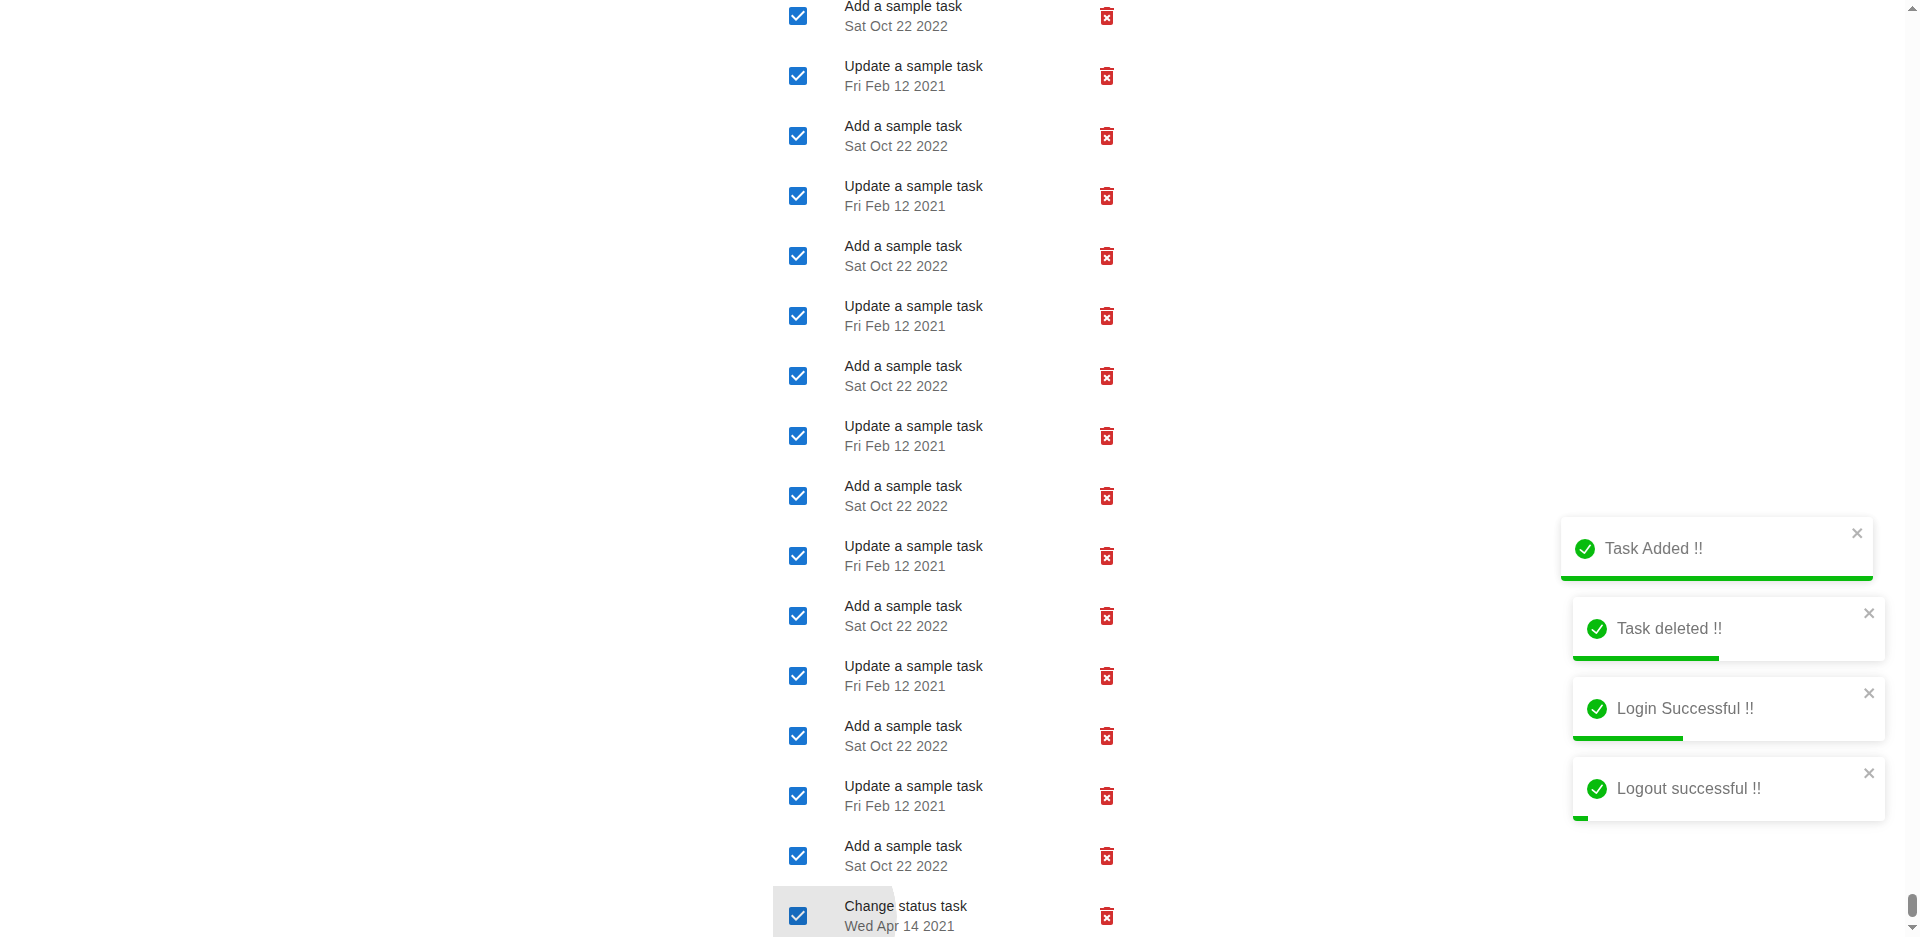 Add a sample task
Sat Oct 22 2022
Update a sample task
Fri Feb 12 2021
Add a sample task
Sat Oct 22 2022
Update a sample task
Fri Feb 12 2021
Add a sample task
Sat Oct 22 2022
Update a sample task
Fri Feb 12 2021
Add a sample task
Sat Oct 22 2022
Update a sample task
Fri Feb 12 2021
Add a sample task
Sat Oct 22 2022
Update a sample task
Fri Feb 12 2021
Add a sample task
Sat Oct 22 2022
Update a sample task
Fri Feb 12 2021
Add a sample task
Sat Oct 22 2022
Update a sample task
Fri Feb 12 2021
Add a sample task
Sat Oct 22 2022
Change status task
Wed Apr 14 2021
Task Added !!
Task deleted !!
Login Successful !!
Logout successful !!